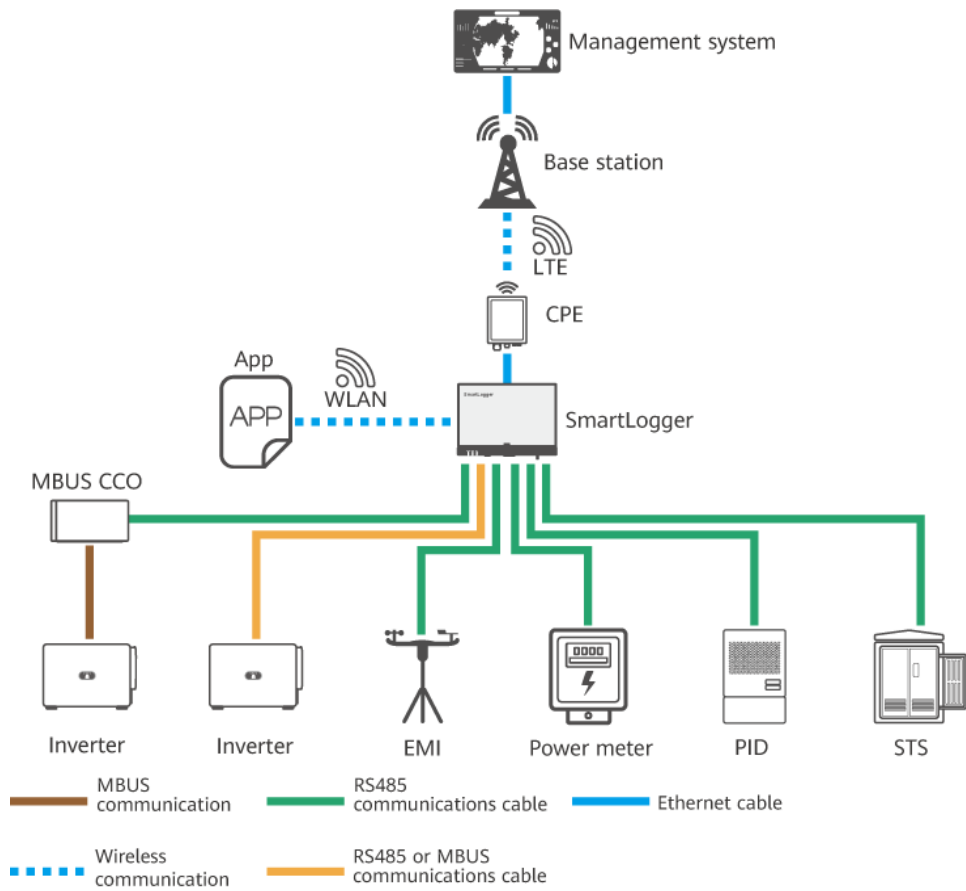 Management system
Base station
LTE
CPE
App
WLAN
APP
SmartLogger
SmartLogger
MBUS CCO
Inverter
Inverter
EMI
Power meter
PID
STS
MBUS
communication
RS485
communications cable
Ethernet cable
Wireless
communication
RS485 or MBUS
communications cable